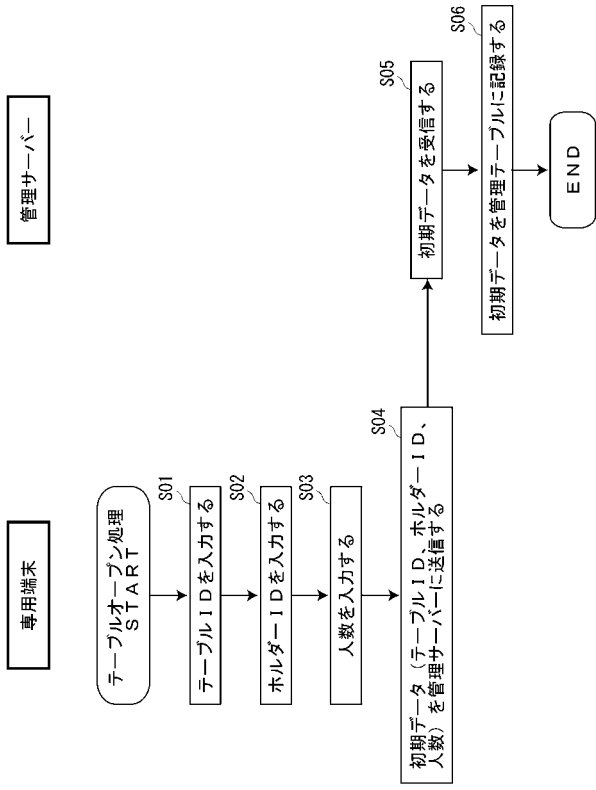 専用端末
管理サーバー
テーブルオープン処理
ＳＴＡＲＴ
S01
テーブルＩＤを入力する
S02
ホルダーＩＤを入力する
S03
人数を入力する
S04
初期データ（テーブルＩＤ、ホルダーＩＤ、
人数）を管理サーバーに送信する
S05
初期データを受信する
S06
初期データを管理テーブルに記録する
ＥＮＤ